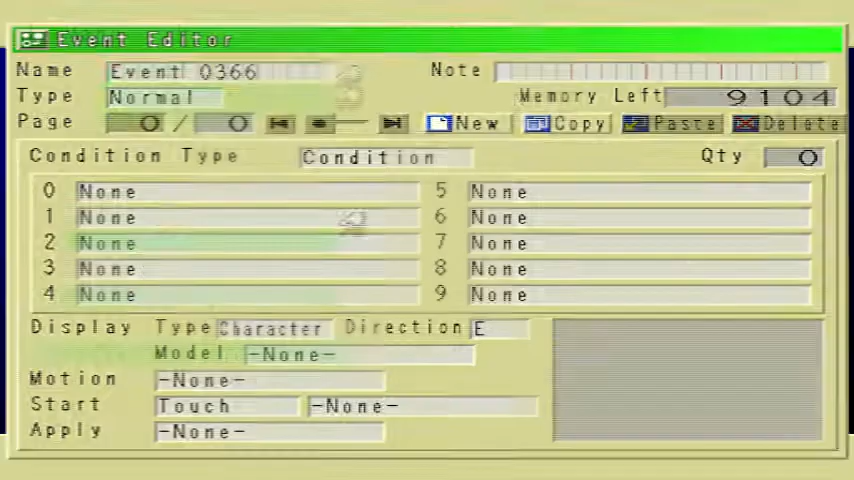 Event Editor
Name Event 0366 Note
Type Normal Memory Left 9104
Page 0 / 0 New Copy Paste Delete
Condition Type Condition Qty 0
0 None 5 None
1 None 6 None
2 None 7 None
3 None 8 None
4 None 9 None
Display Type Character Direction E
Model -None-
Motion -None-
Start Touch -None-
Apply -None-